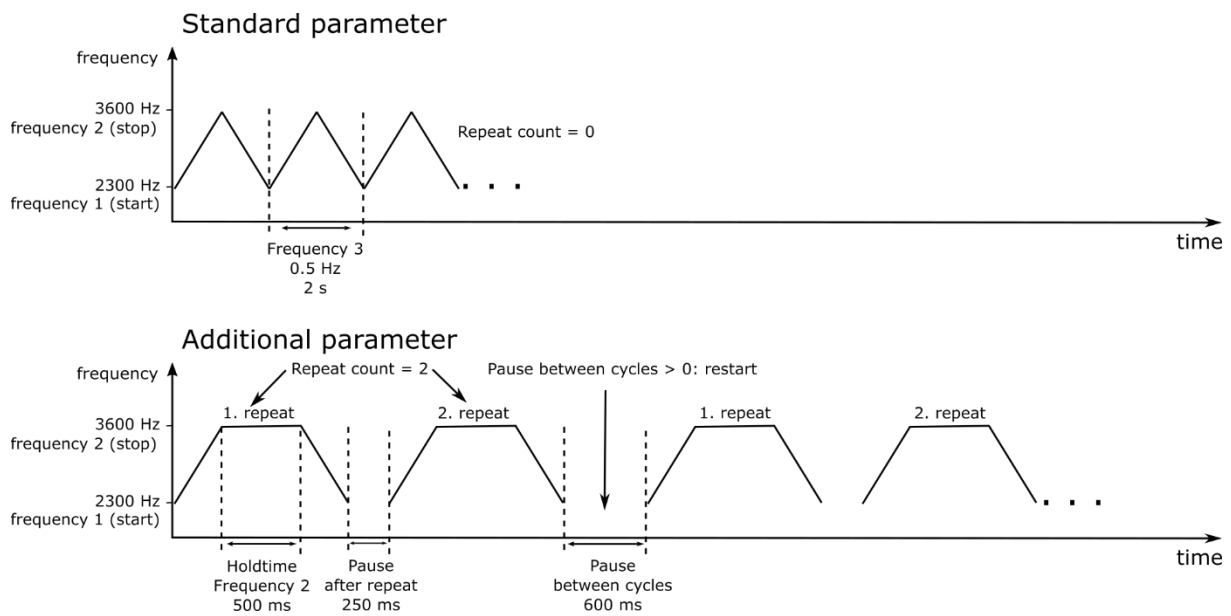 Standard parameter
frequency
3600 Hz
frequency 2 (stop)
Repeat count = 0
2300 Hz
frequency 1 (start)
. . .
time
Frequency 3
0.5 Hz
2 s
Additional parameter
frequency
Repeat count = 2
Pause between cycles > 0: restart
1. repeat
2. repeat
1. repeat
2. repeat
3600 Hz
frequency 2 (stop)
2300 Hz
frequency 1 (start)
. . .
time
Holdtime
Frequency 2
500 ms
Pause
after repeat
250 ms
Pause
between cycles
600 ms